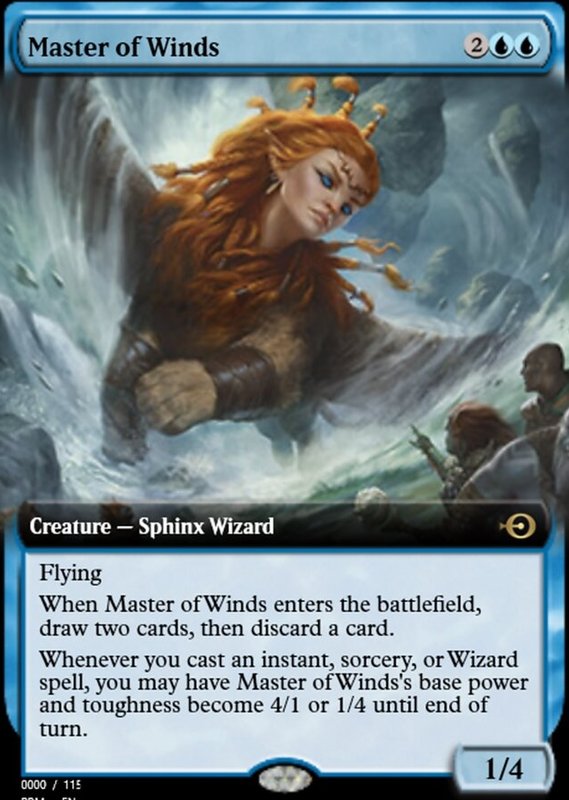 Master of Winds
2
Creature — Sphinx Wizard
Flying
When Master of Winds enters the battlefield,
draw two cards, then discard a card.
Whenever you cast an instant, sorcery, or Wizard
spell, you may have Master of Winds's base power
and toughness become 4/1 or 1/4 until end of
turn.
1/4
0000 / 115